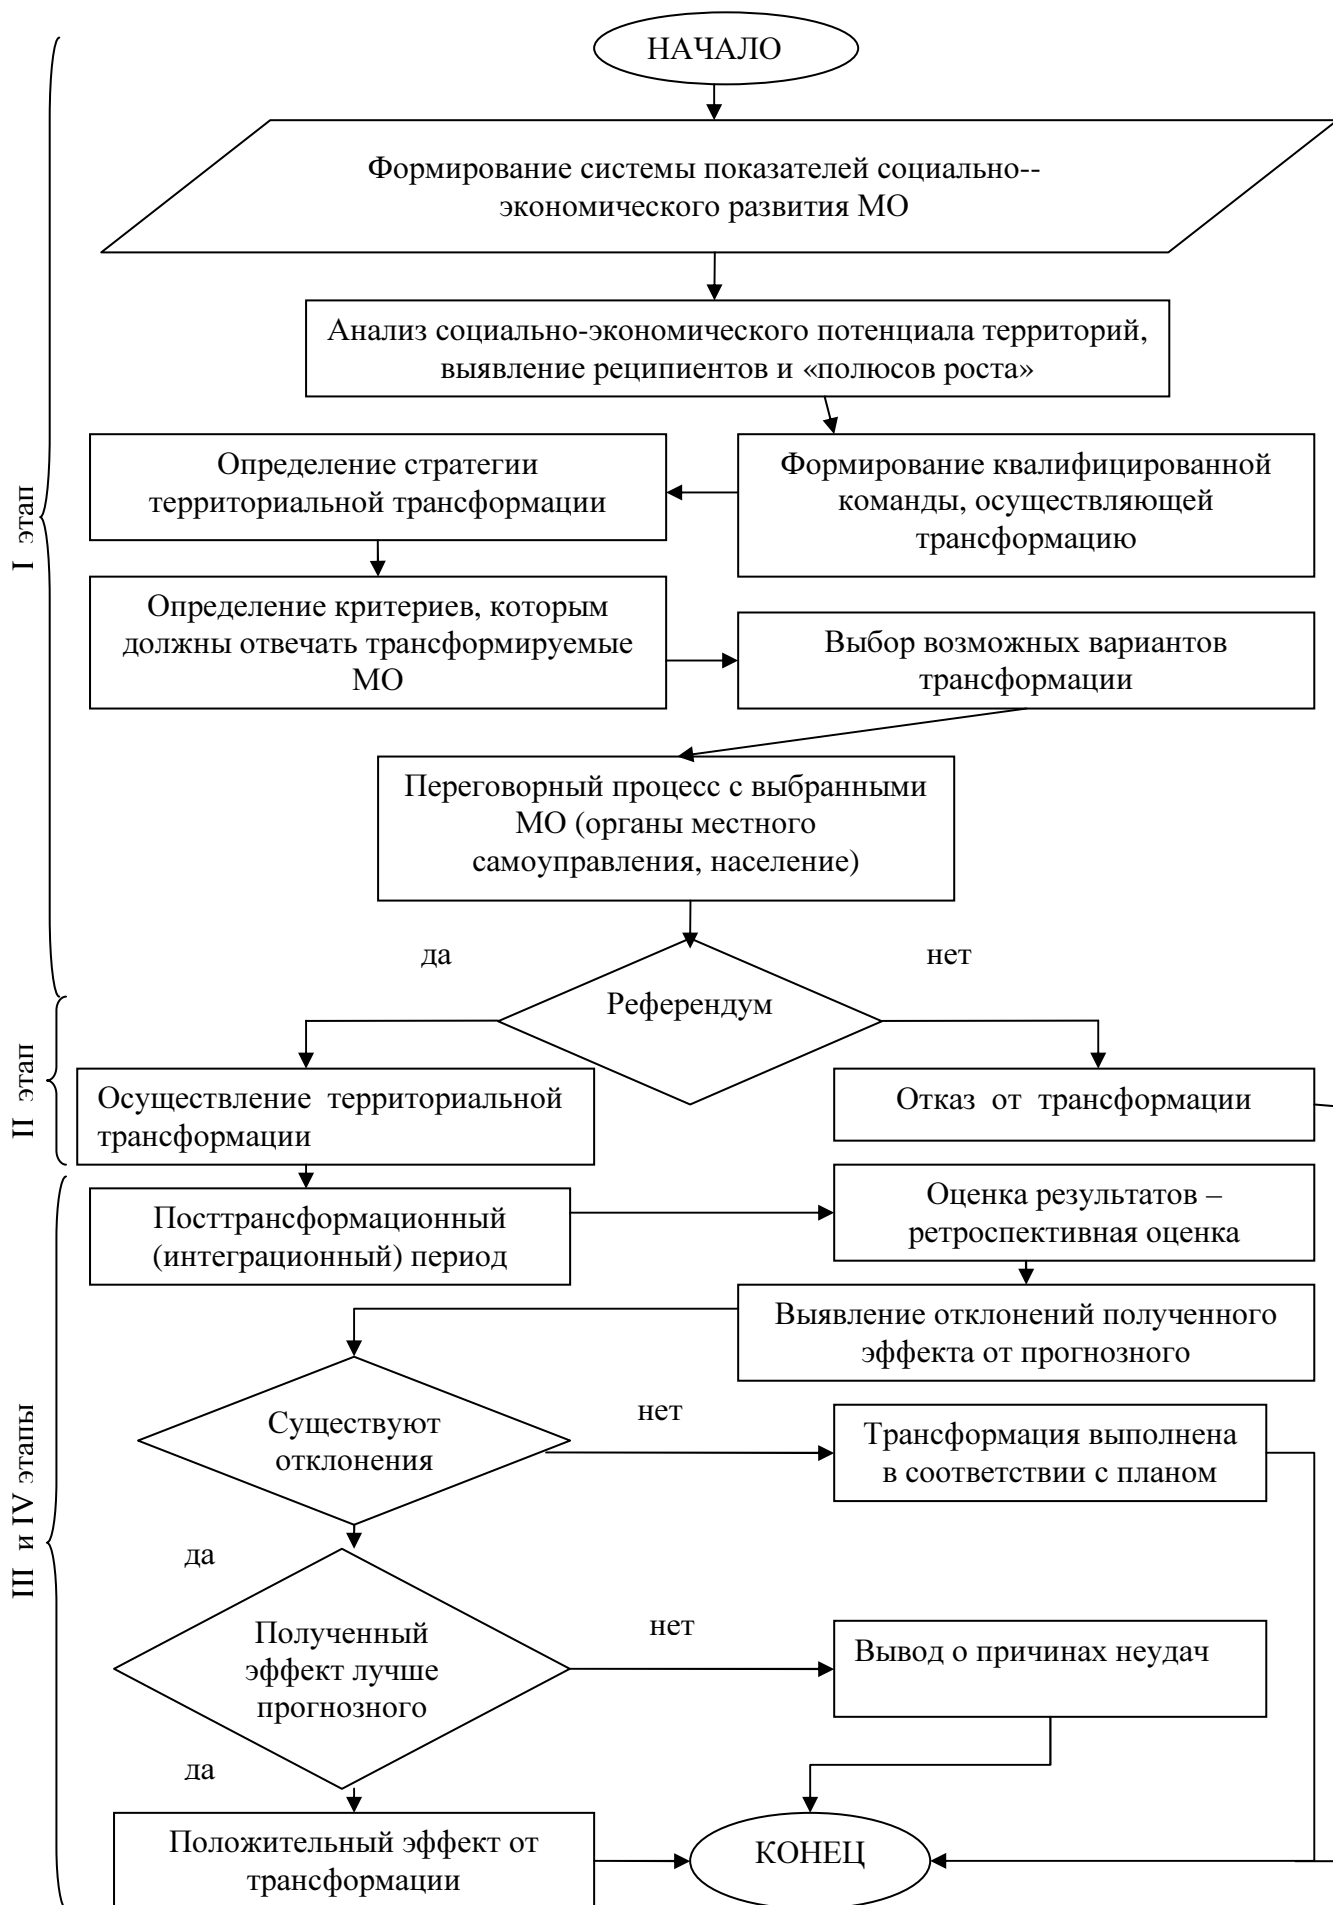 НАЧАЛО
Формирование системы показателей социально--
экономического развития МО
Анализ социально-экономического потенциала территорий,
выявление реципиентов и «полюсов роста»
Определение стратегии
территориальной трансформации
Формирование квалифицированной
команды, осуществляющей
трансформацию
I этап
Определение критериев, которым
должны отвечать трансформируемые
МО
Выбор возможных вариантов
трансформации
Переговорный процесс с выбранными
МО (органы местного
самоуправления, население)
да
нет
Референдум
II этап
Осуществление территориальной
трансформации
Отказ от трансформации
Посттрансформационный
(интеграционный) период
Оценка результатов –
ретроспективная оценка
Выявление отклонений полученного
эффекта от прогнозного
III и IV этапы
Существуют
отклонения
нет
Трансформация выполнена
в соответствии с планом
да
Полученный
эффект лучше
прогнозного
нет
Вывод о причинах неудач
да
Положительный эффект от
трансформации
КОНЕЦ